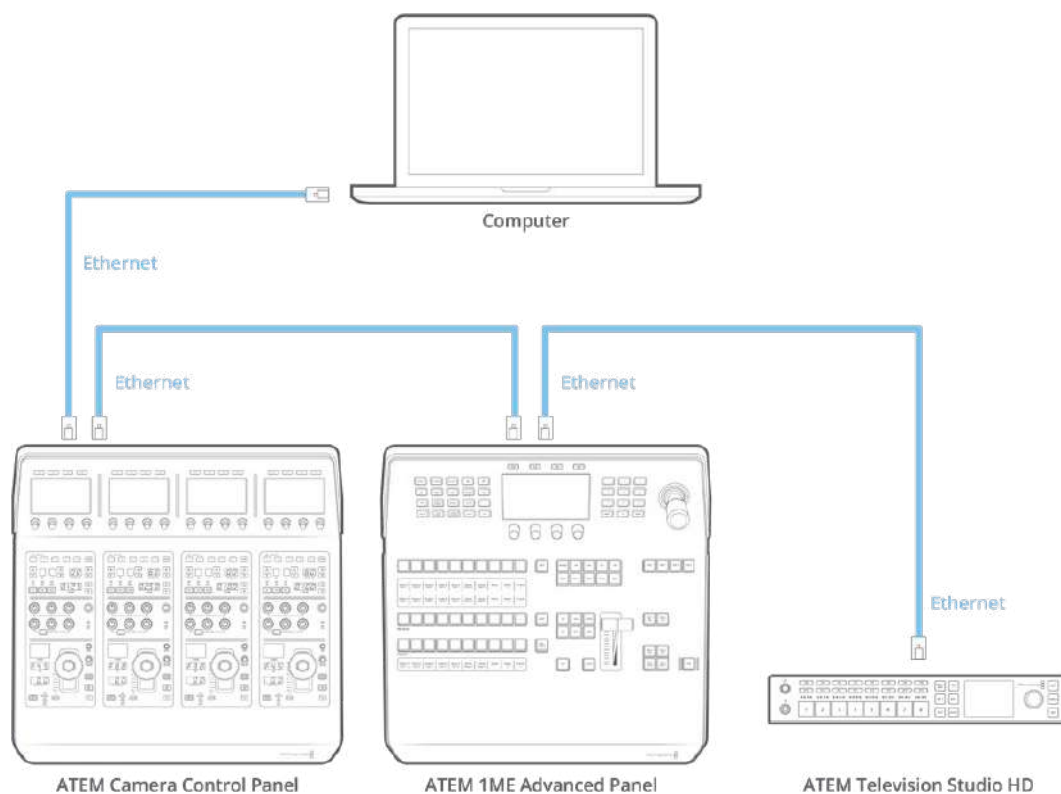 Computer
Ethernet
Ethernet
Ethernet
Ethernet
ATEM Camera Control Panel
ATEM 1ME Advanced Panel
ATEM Television Studio HD